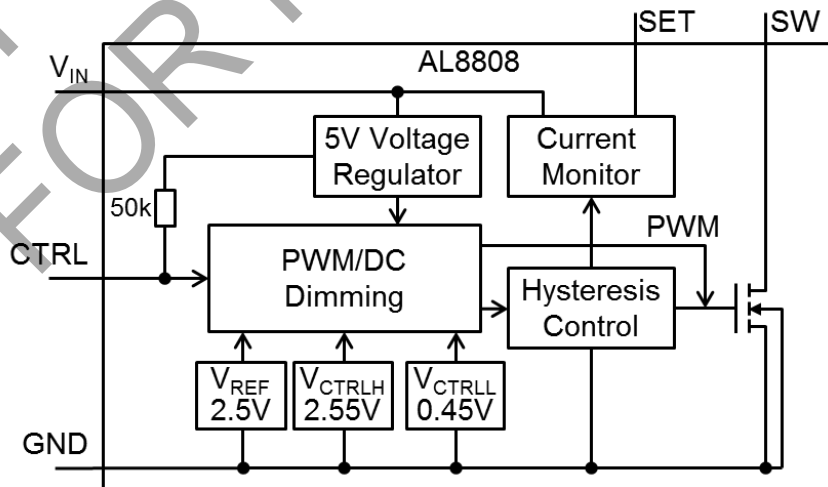 SET
SW
AL8808
VIN
5V Voltage
Regulator
Current
Monitor
50k
CTRL
PWM/DC
Dimming
PWM
Hysteresis
Control
VREF
2.5V
VCTRLH
2.55V
VCTRLL
0.45V
GND
FOR